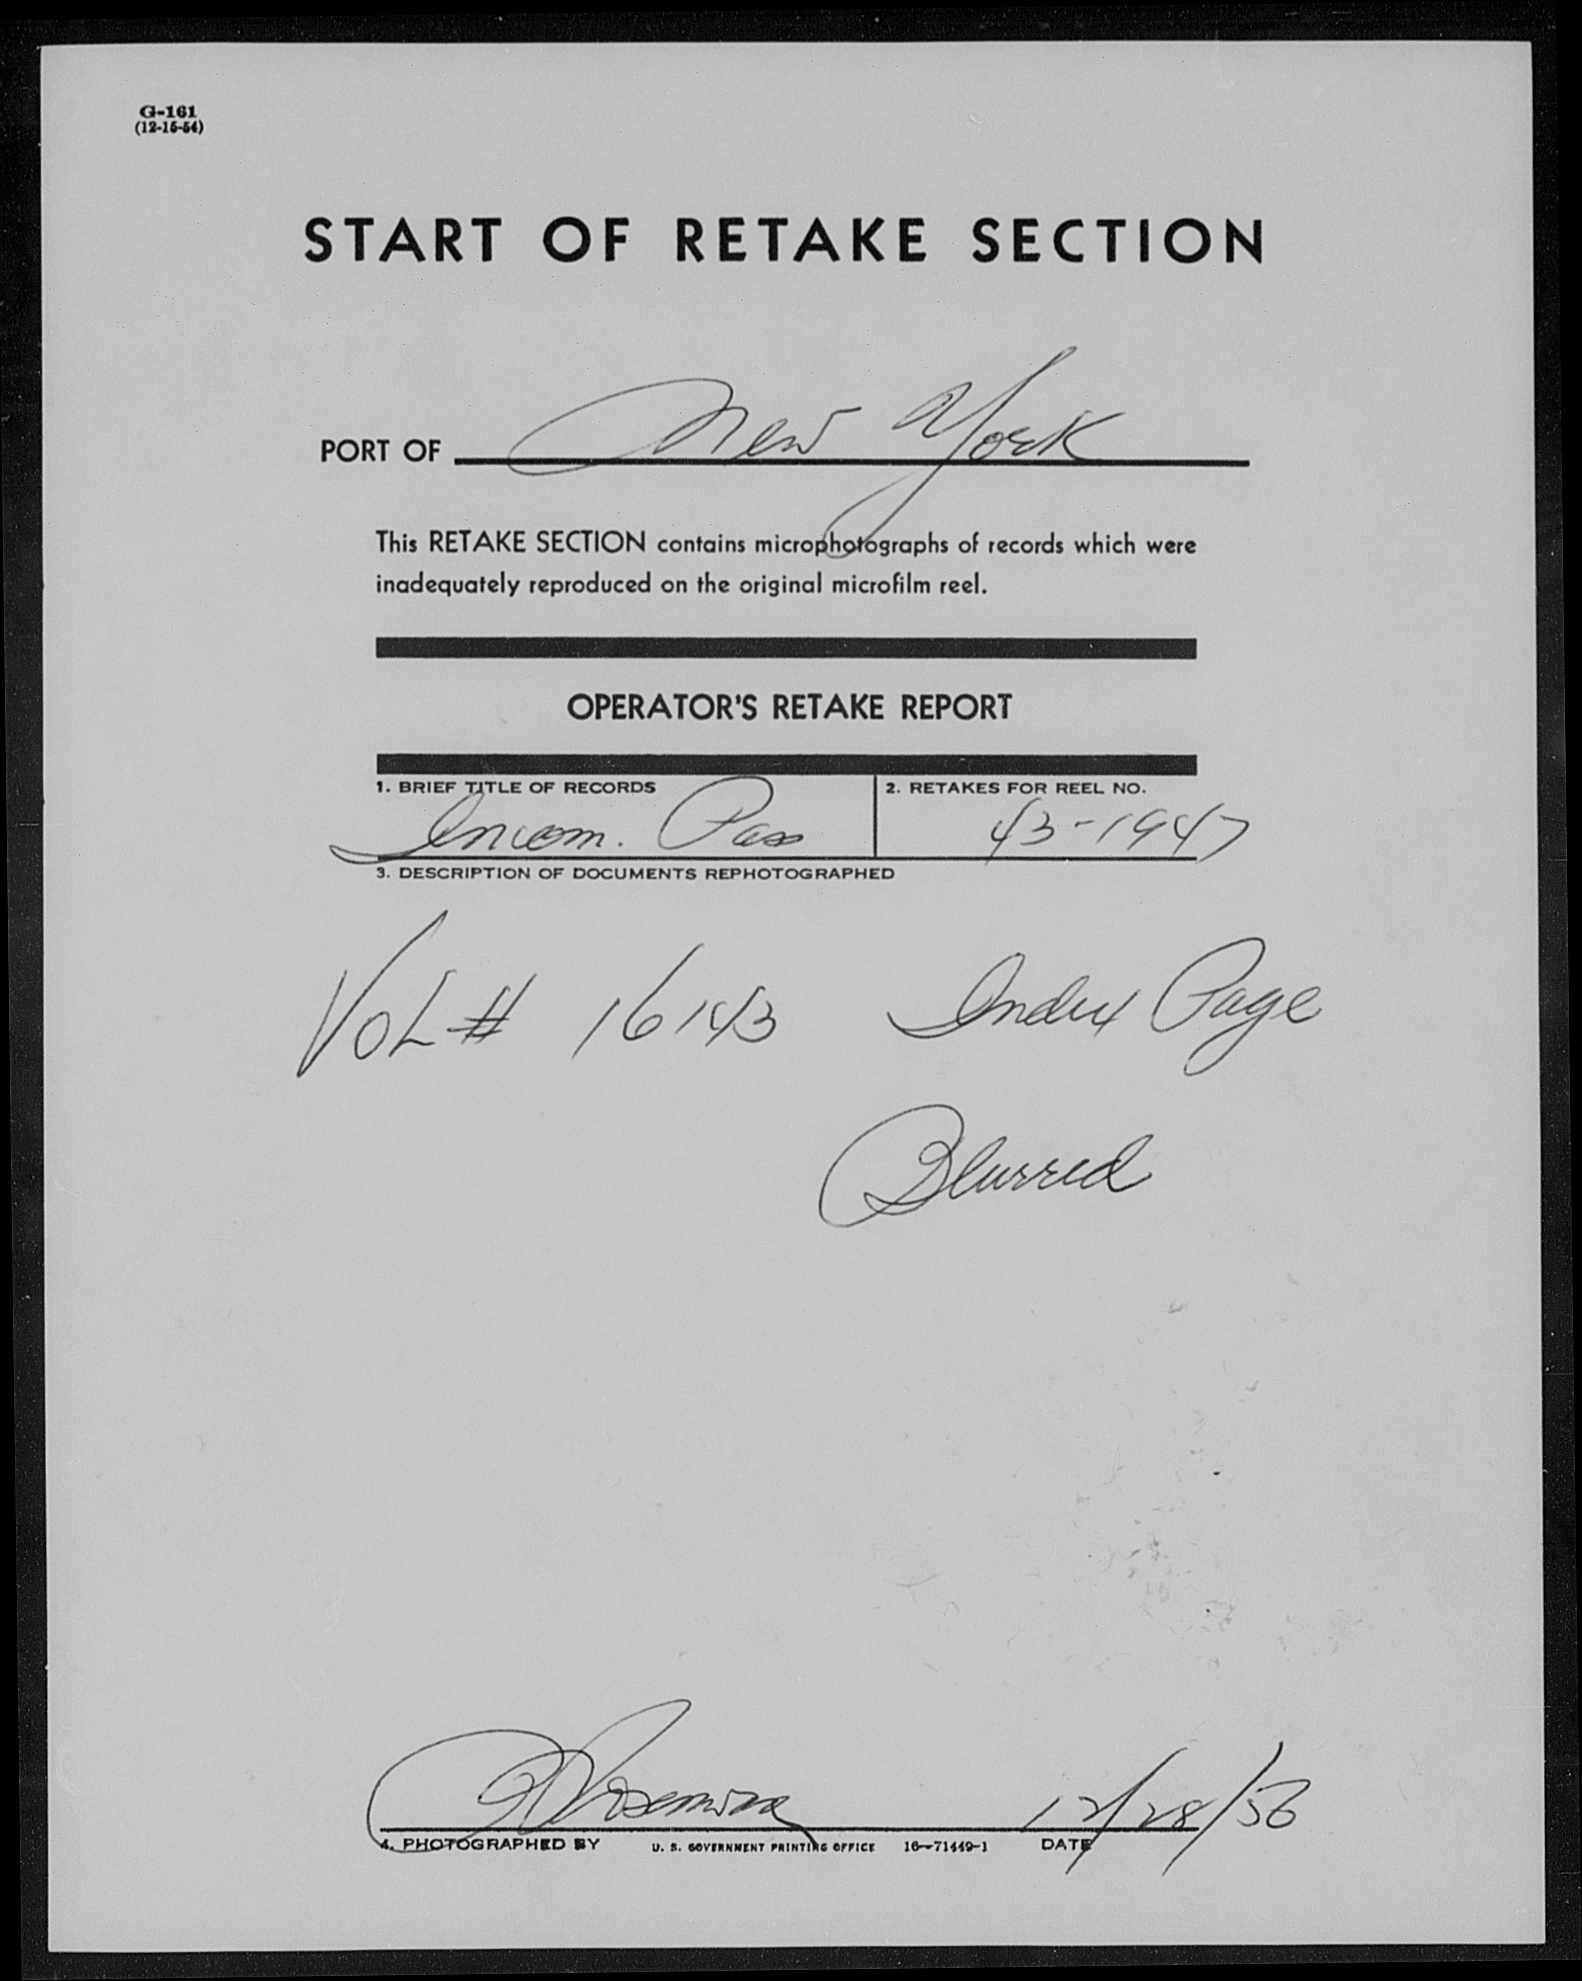 G-161
(12-15-54)
START OF RETAKE SECTION
PORT OF New York
This RETAKE SECTION contains microphotographs of records which were
inadequately reproduced on the original microfilm reel.
OPERATOR'S RETAKE REPORT
1. BRIEF TITLE OF RECORDS
Incom. Pass
2. RETAKES FOR REEL NO.
43-1947
3. DESCRIPTION OF DOCUMENTS REPHOTOGRAPHED
VOL # 16143 Index Page
Blurred
12/28/56
4. PHOTOGRAPHED BY U. S. GOVERNMENT PRINTING OFFICE 16—71449-1 DATE